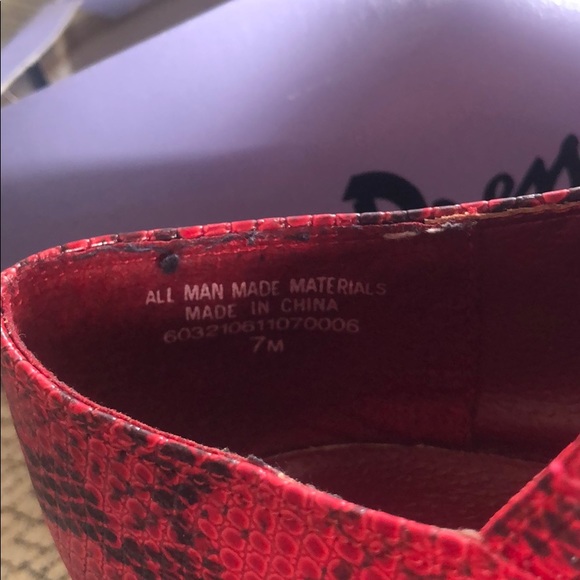 ALL MAN MADE MATERIALS
MADE IN CHINA
603210611070006
7M